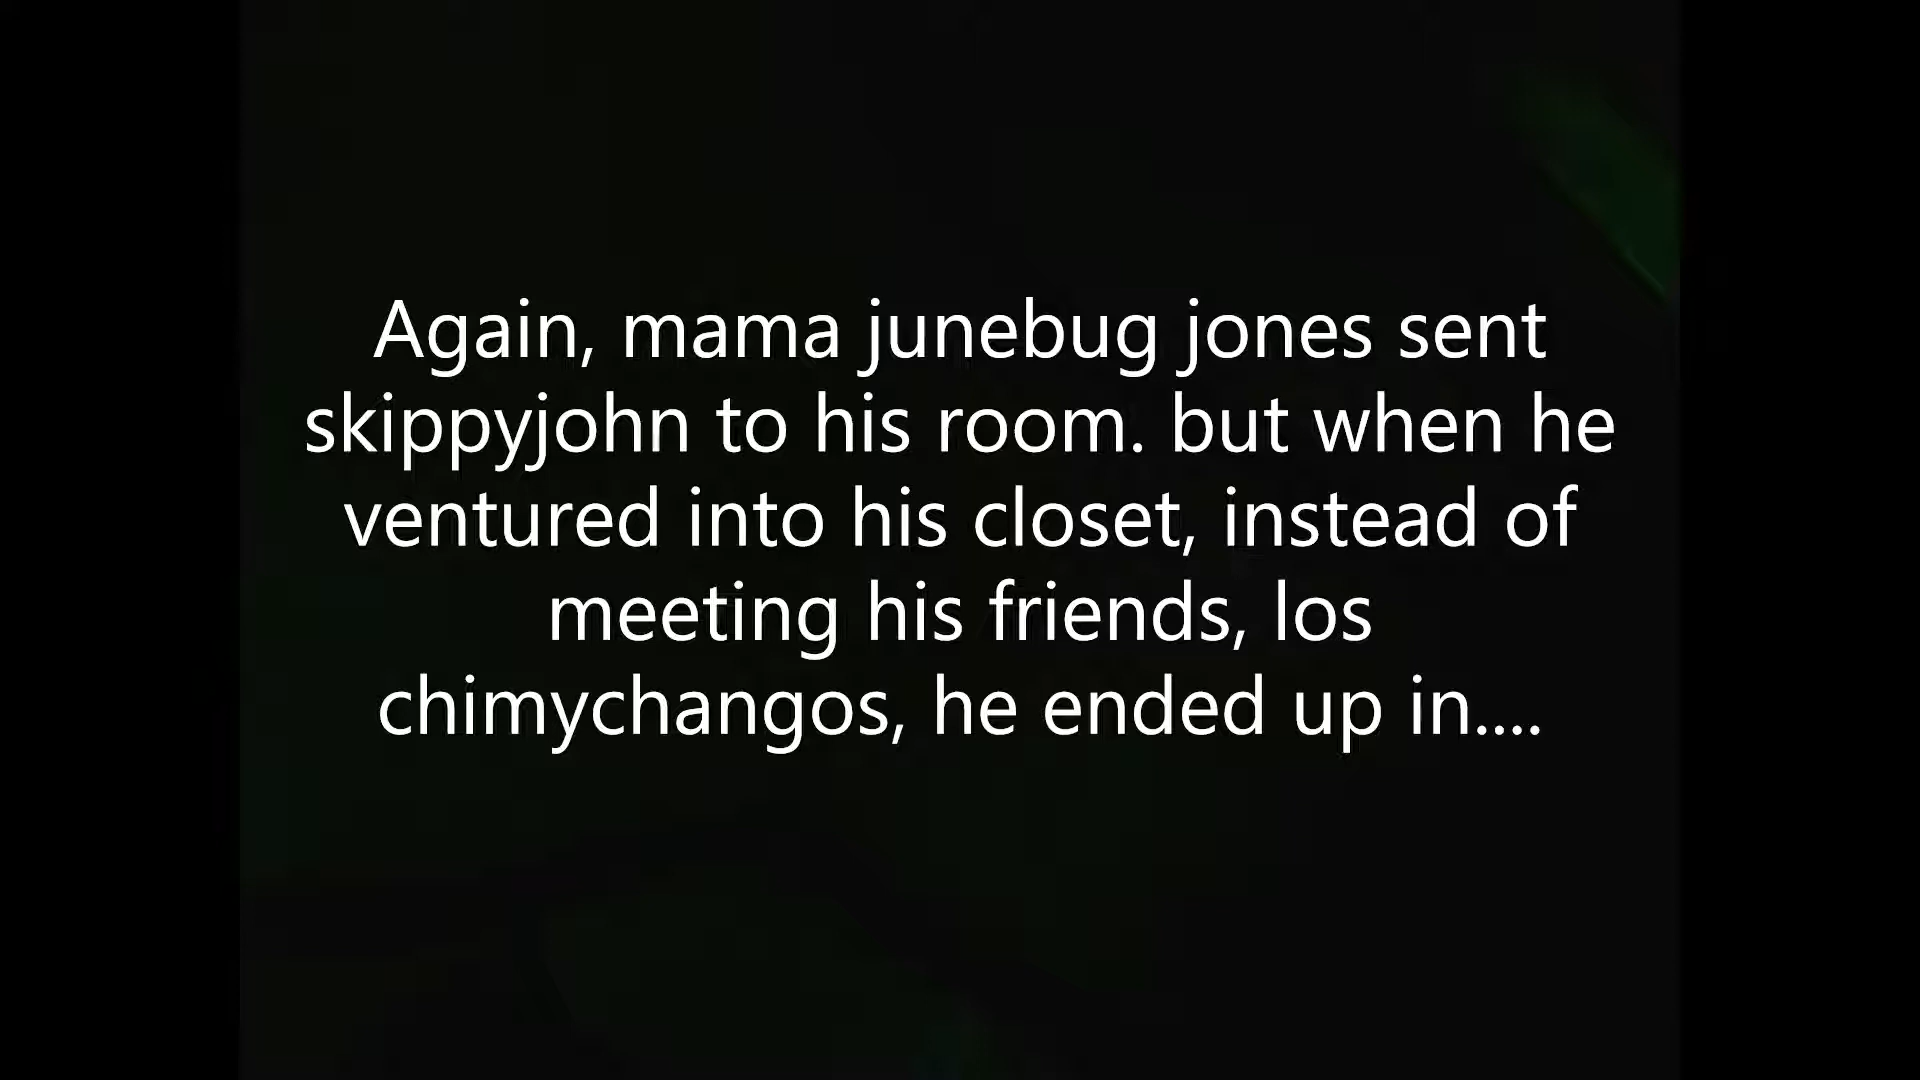 Again, mama junebug jones sent
skippyjohn to his room. but when he
ventured into his closet, instead of
meeting his friends, los
chimychangos, he ended up in....